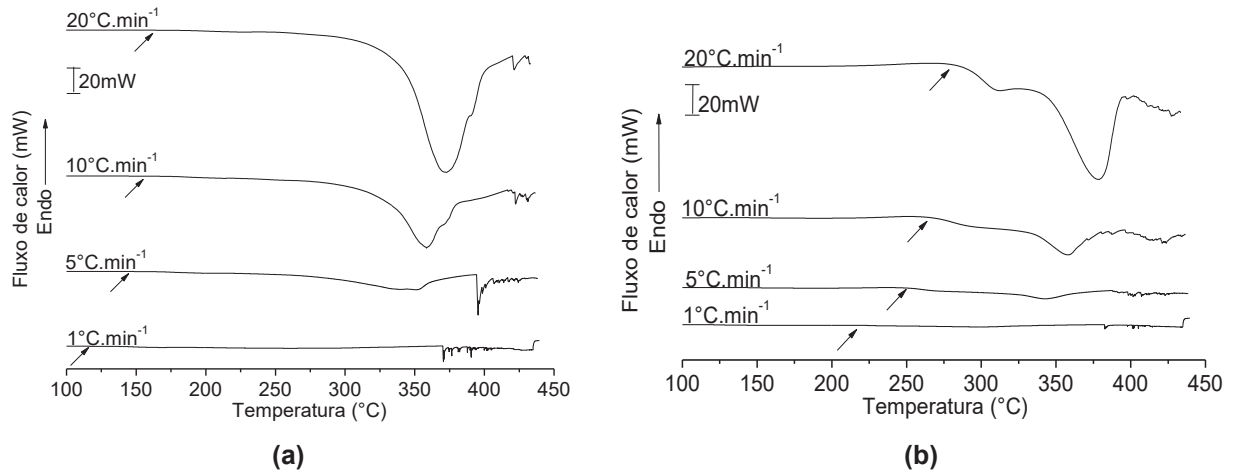 20°C.min⁻¹
20mW
10°C.min⁻¹
5°C.min⁻¹
1°C.min⁻¹
Fluxo de calor (mW)
Endo
100 150 200 250 300 350 400 450
Temperatura (°C)
(a)
20°C.min⁻¹
20mW
10°C.min⁻¹
5°C.min⁻¹
1°C.min⁻¹
Fluxo de calor (mW)
Endo
100 150 200 250 300 350 400 450
Temperatura (°C)
(b)